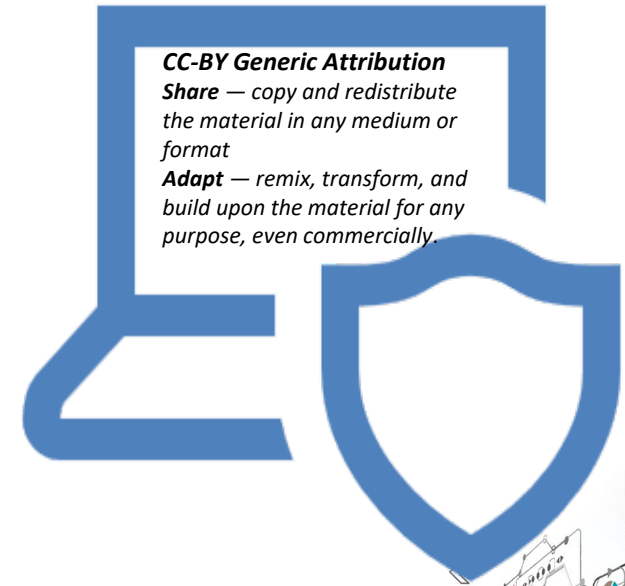 CC-BY Generic Attribution
Share — copy and redistribute
the material in any medium or
format
Adapt — remix, transform, and
build upon the material for any
purpose, even commercially.